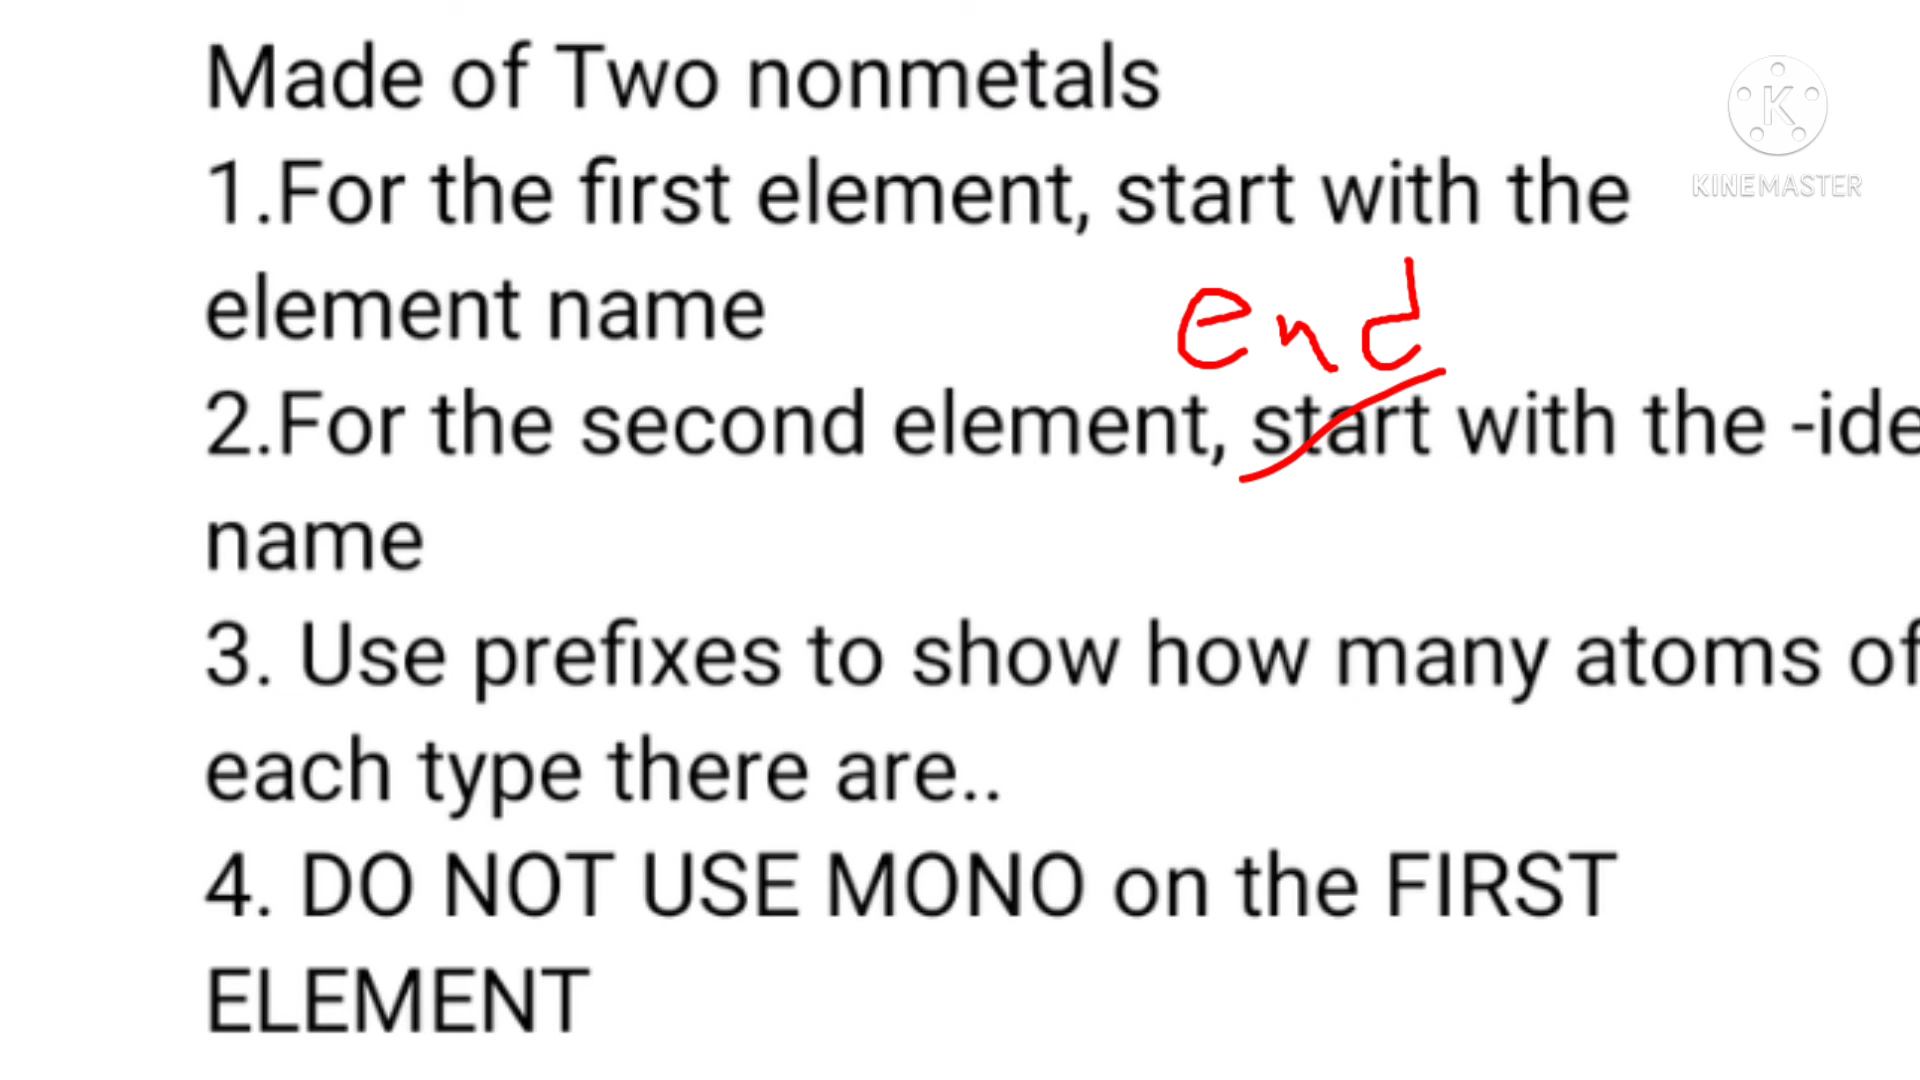 Made of Two nonmetals
1.For the first element, start with the
element name
end
2.For the second element, start with the -ide
name
3. Use prefixes to show how many atoms of
each type there are..
4. DO NOT USE MONO on the FIRST
ELEMENT
K
KINEMASTER